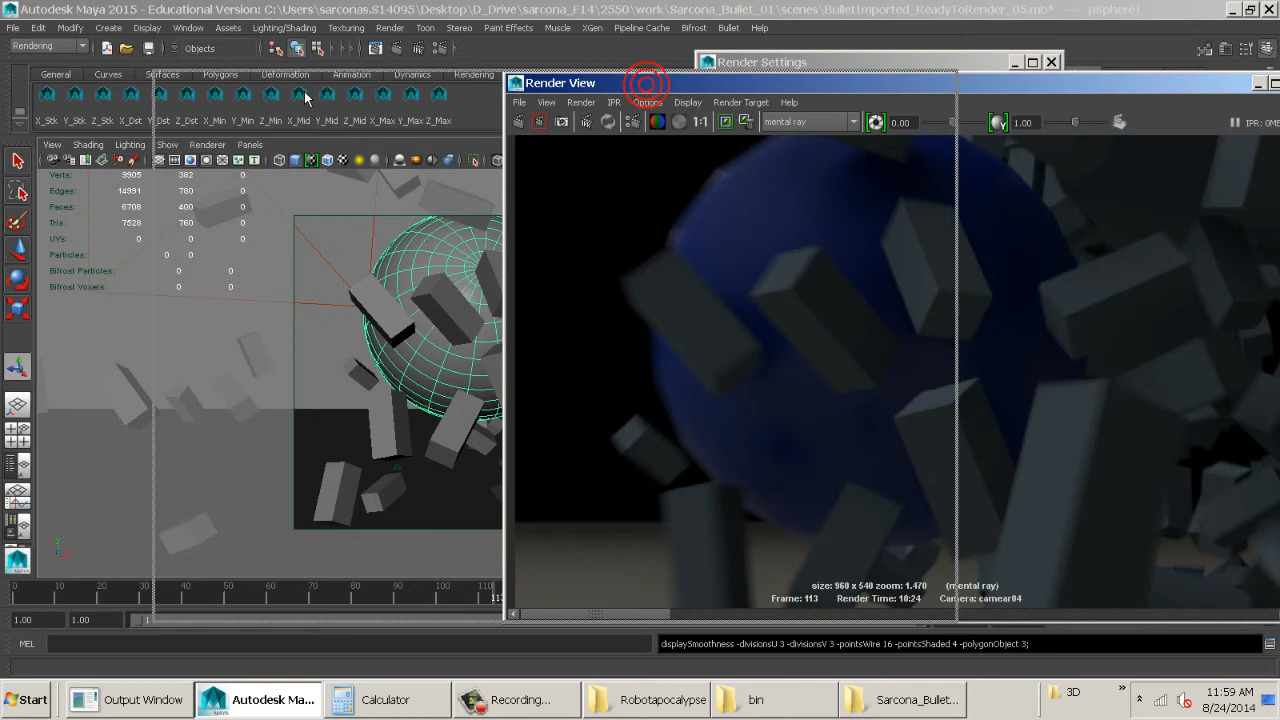 Autodesk Maya 2015 - Educational Version: C:\Users\sarconas.S14095\Desktop\D_Drive\sarcona_F14\2550\work\Sarcona_Bullet_01\scenes\BulletImported_ReadyToRender_05.mb* --- pSphere1
File Edit Modify Create Display Window Assets Lighting/Shading Texturing Render Toon Stereo Paint Effects Muscle XGen Pipeline Cache Bifrost Bullet Help
Rendering Objects
Render Settings
General Curves Surfaces Polygons Deformation Animation Dynamics Rendering
Render View
File View Render IPR Options Display Render Target Help
X_Stk Y_Stk Z_Stk X_Dst Y_Dst Z_Dst X_Min Y_Min Z_Min X_Mid Y_Mid Z_Mid X_Max Y_Max Z_Max
mental ray 0.00 1.00 1:1
View Shading Lighting Show Renderer Panels
Verts: 3905 382 0
Edges: 14991 780 0
Faces: 6708 400 0
Tris: 7528 760 0
UVs: 0 0 0
Particles: 0 0
Bifrost Particles: 0 0
Bifrost Voxels: 0 0
size: 960 x 540 zoom: 1.470 (mental ray)
Frame: 113 Render Time: 10:24 Camera: camear04
0 10 20 30 40 50 60 70 80 90 100 110
1.00 1.00 1
MEL
displaySmoothness -divisionsU 3 -divisionsV 3 -pointsWire 16 -pointsShaded 4 -polygonObject 3;
Start Output Window Autodesk Ma... Calculator Recording... Robotapocalypse bin Sarcona_Bullet... 3D » 11:59 AM
8/24/2014